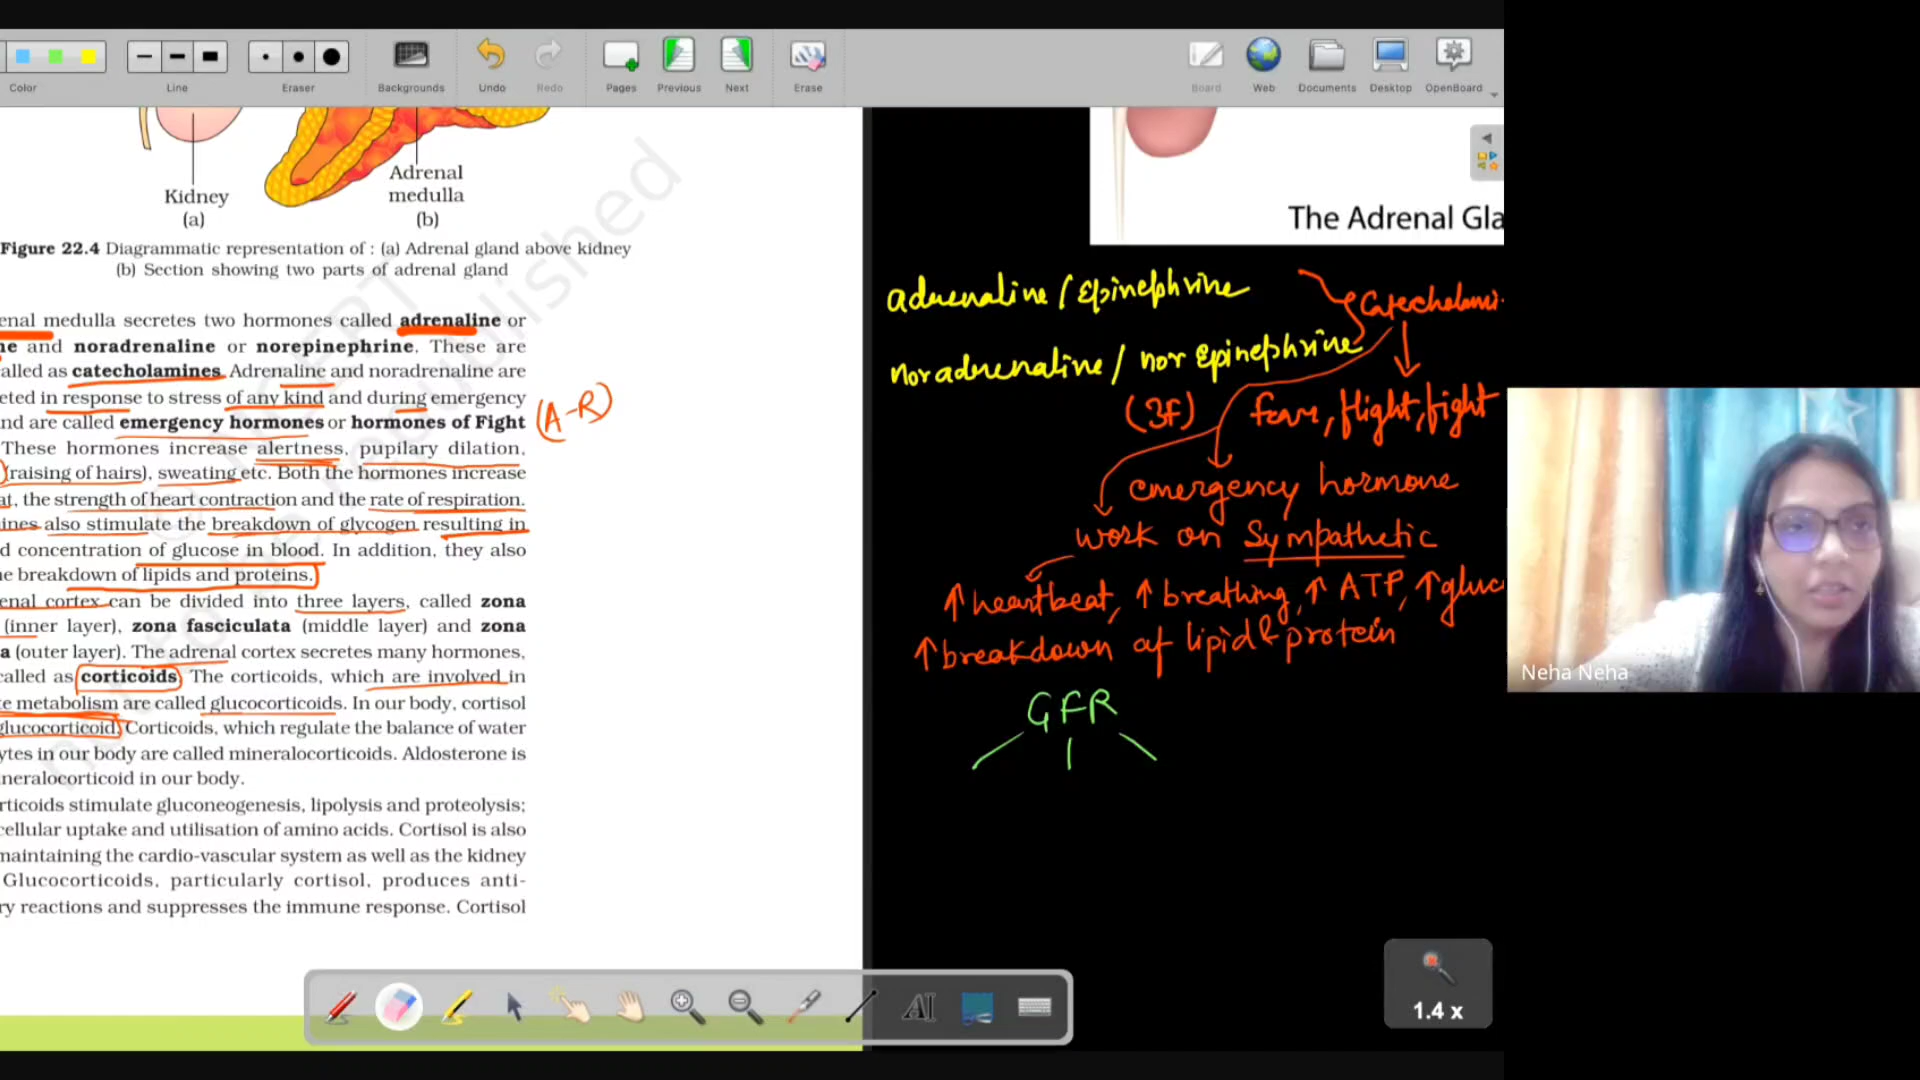 Color
Line
Eraser
Backgrounds
Undo
Redo
Pages
Previous
Next
Erase
Board
Web
Documents
Desktop
OpenBoard
Kidney
(a)
Adrenal
medulla
(b)
Figure 22.4 Diagrammatic representation of : (a) Adrenal gland above kidney
(b) Section showing two parts of adrenal gland
enal medulla secretes two hormones called adrenaline or
ne and noradrenaline or norepinephrine. These are
alled as catecholamines. Adrenaline and noradrenaline are
eted in response to stress of any kind and during emergency
nd are called emergency hormones or hormones of Fight
These hormones increase alertness, pupilary dilation,
(raising of hairs), sweating etc. Both the hormones increase
at, the strength of heart contraction and the rate of respiration.
ines also stimulate the breakdown of glycogen resulting in
d concentration of glucose in blood. In addition, they also
e breakdown of lipids and proteins.
enal cortex can be divided into three layers, called zona
(inner layer), zona fasciculata (middle layer) and zona
a (outer layer). The adrenal cortex secretes many hormones,
called as corticoids. The corticoids, which are involved in
te metabolism are called glucocorticoids. In our body, cortisol
glucocorticoid. Corticoids, which regulate the balance of water
ytes in our body are called mineralocorticoids. Aldosterone is
neralocorticoid in our body.
rticoids stimulate gluconeogenesis, lipolysis and proteolysis;
cellular uptake and utilisation of amino acids. Cortisol is also
maintaining the cardio-vascular system as well as the kidney
Glucocorticoids, particularly cortisol, produces anti-
ry reactions and suppresses the immune response. Cortisol
(A-R)
The Adrenal Gla
adrenaline / Epinephrine
Catecholami
Noradrenaline / nor Epinephrine
(3F) fear, flight, fight
emergency hormone
work on Sympathetic
↑ heartbeat, ↑ breathing, ↑ ATP, ↑ gluc
↑ breakdown of lipid & protein
GFR
Neha Neha
1.4 x